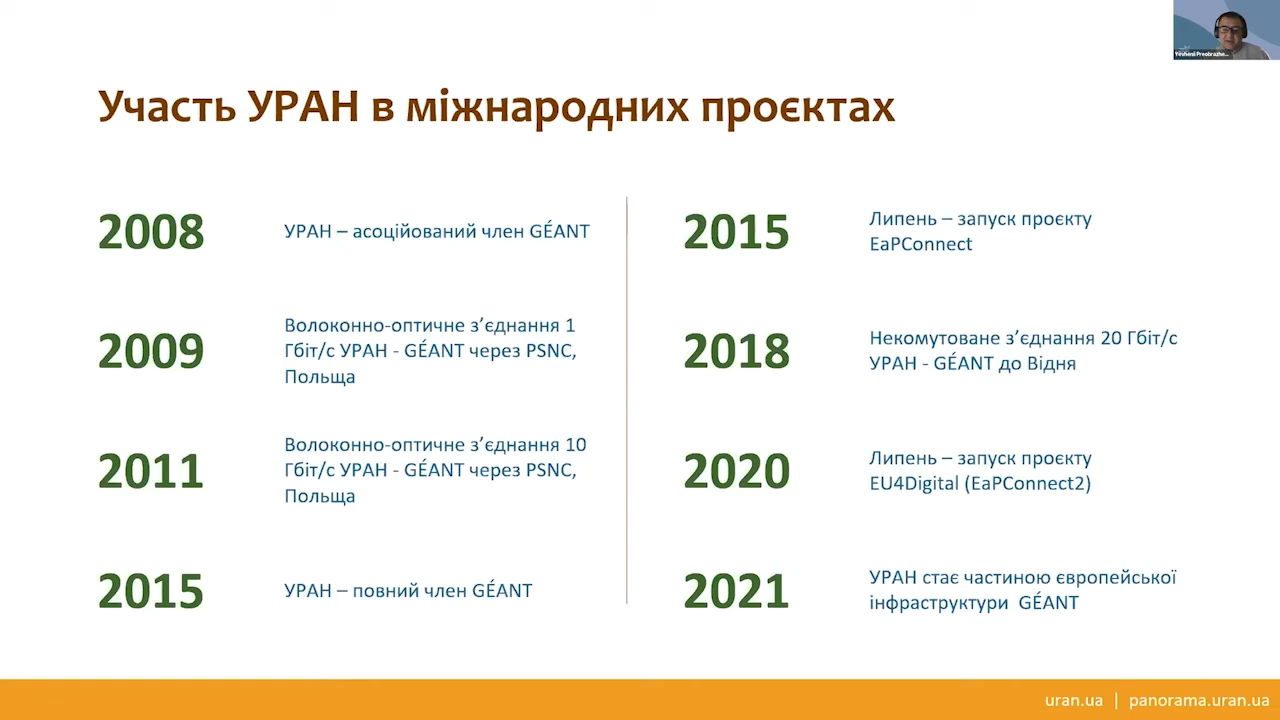 Yevhenii Preobrazhe...
Участь УРАН в міжнародних проєктах
2008
УРАН – асоційований член GÉANT
2009
Волоконно-оптичне з’єднання 1
Гбіт/с УРАН - GÉANT через PSNC,
Польща
2011
Волоконно-оптичне з’єднання 10
Гбіт/с УРАН - GÉANT через PSNC,
Польща
2015
УРАН – повний член GÉANT
2015
Липень – запуск проєкту
EaPConnect
2018
Некомутоване з’єднання 20 Гбіт/с
УРАН - GÉANT до Відня
2020
Липень – запуск проєкту
EU4Digital (EaPConnect2)
2021
УРАН стає частиною європейської
інфраструктури GÉANT
uran.ua | panorama.uran.ua